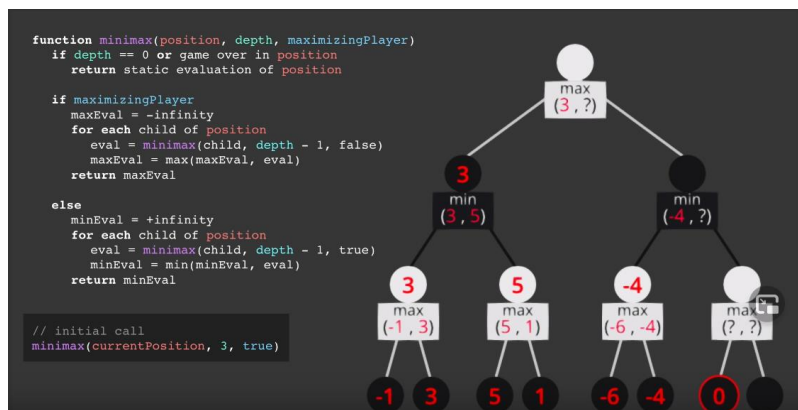 function minimax(position, depth, maximizingPlayer)
if depth == 0 or game over in position
return static evaluation of position
if maximizingPlayer
maxEval = -infinity
for each child of position
eval = minimax(child, depth - 1, false)
maxEval = max(maxEval, eval)
return maxEval
else
minEval = +infinity
for each child of position
eval = minimax(child, depth - 1, true)
minEval = min(minEval, eval)
return minEval
// initial call
minimax(currentPosition, 3, true)
max
(3 , ?)
3
min
(3 , 5)
min
(-4 , ?)
3
max
(-1 , 3)
5
max
(5 , 1)
-4
max
(-6 , -4)
max
(? , ?)
-1 3 5 1 -6 -4 0